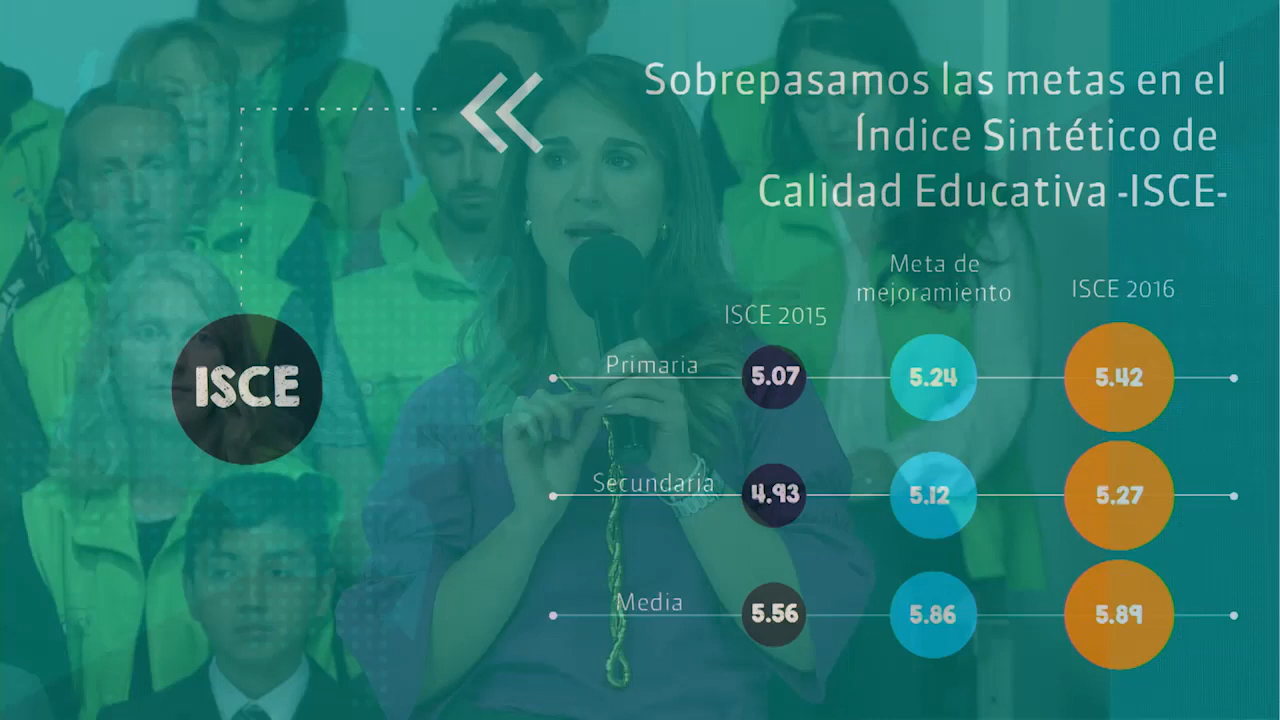 Sobrepasamos las metas en el
Índice Sintético de
Calidad Educativa -ISCE-
ISCE 2015
Meta de
mejoramiento
ISCE 2016
ISCE
Primaria 5.07 5.24 5.42
Secundaria 4.93 5.12 5.27
Media 5.56 5.86 5.89